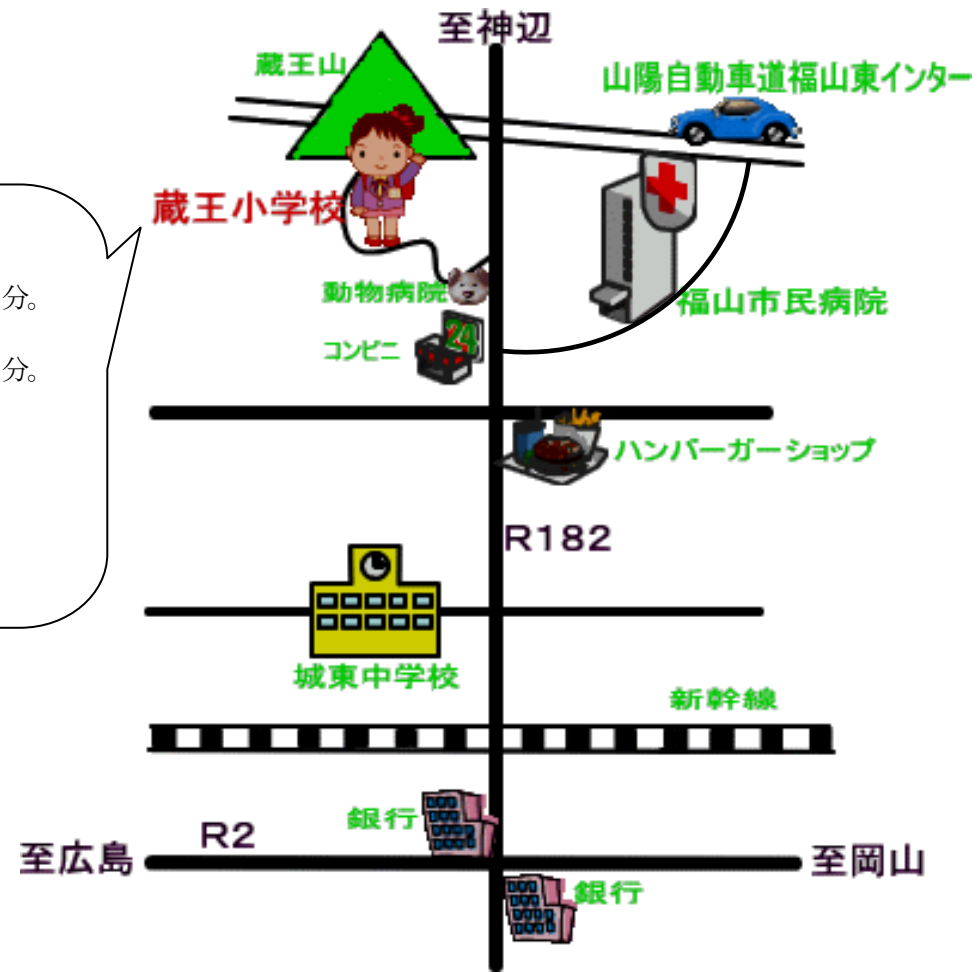 至神辺
蔵王山
山陽自動車道福山東インター
蔵王小学校
分。
動物病院
福山市民病院
24
コンビニ
分。
ハンバーガーショップ
R182
城東中学校
新幹線
銀行
R2
至広島
至岡山
銀行